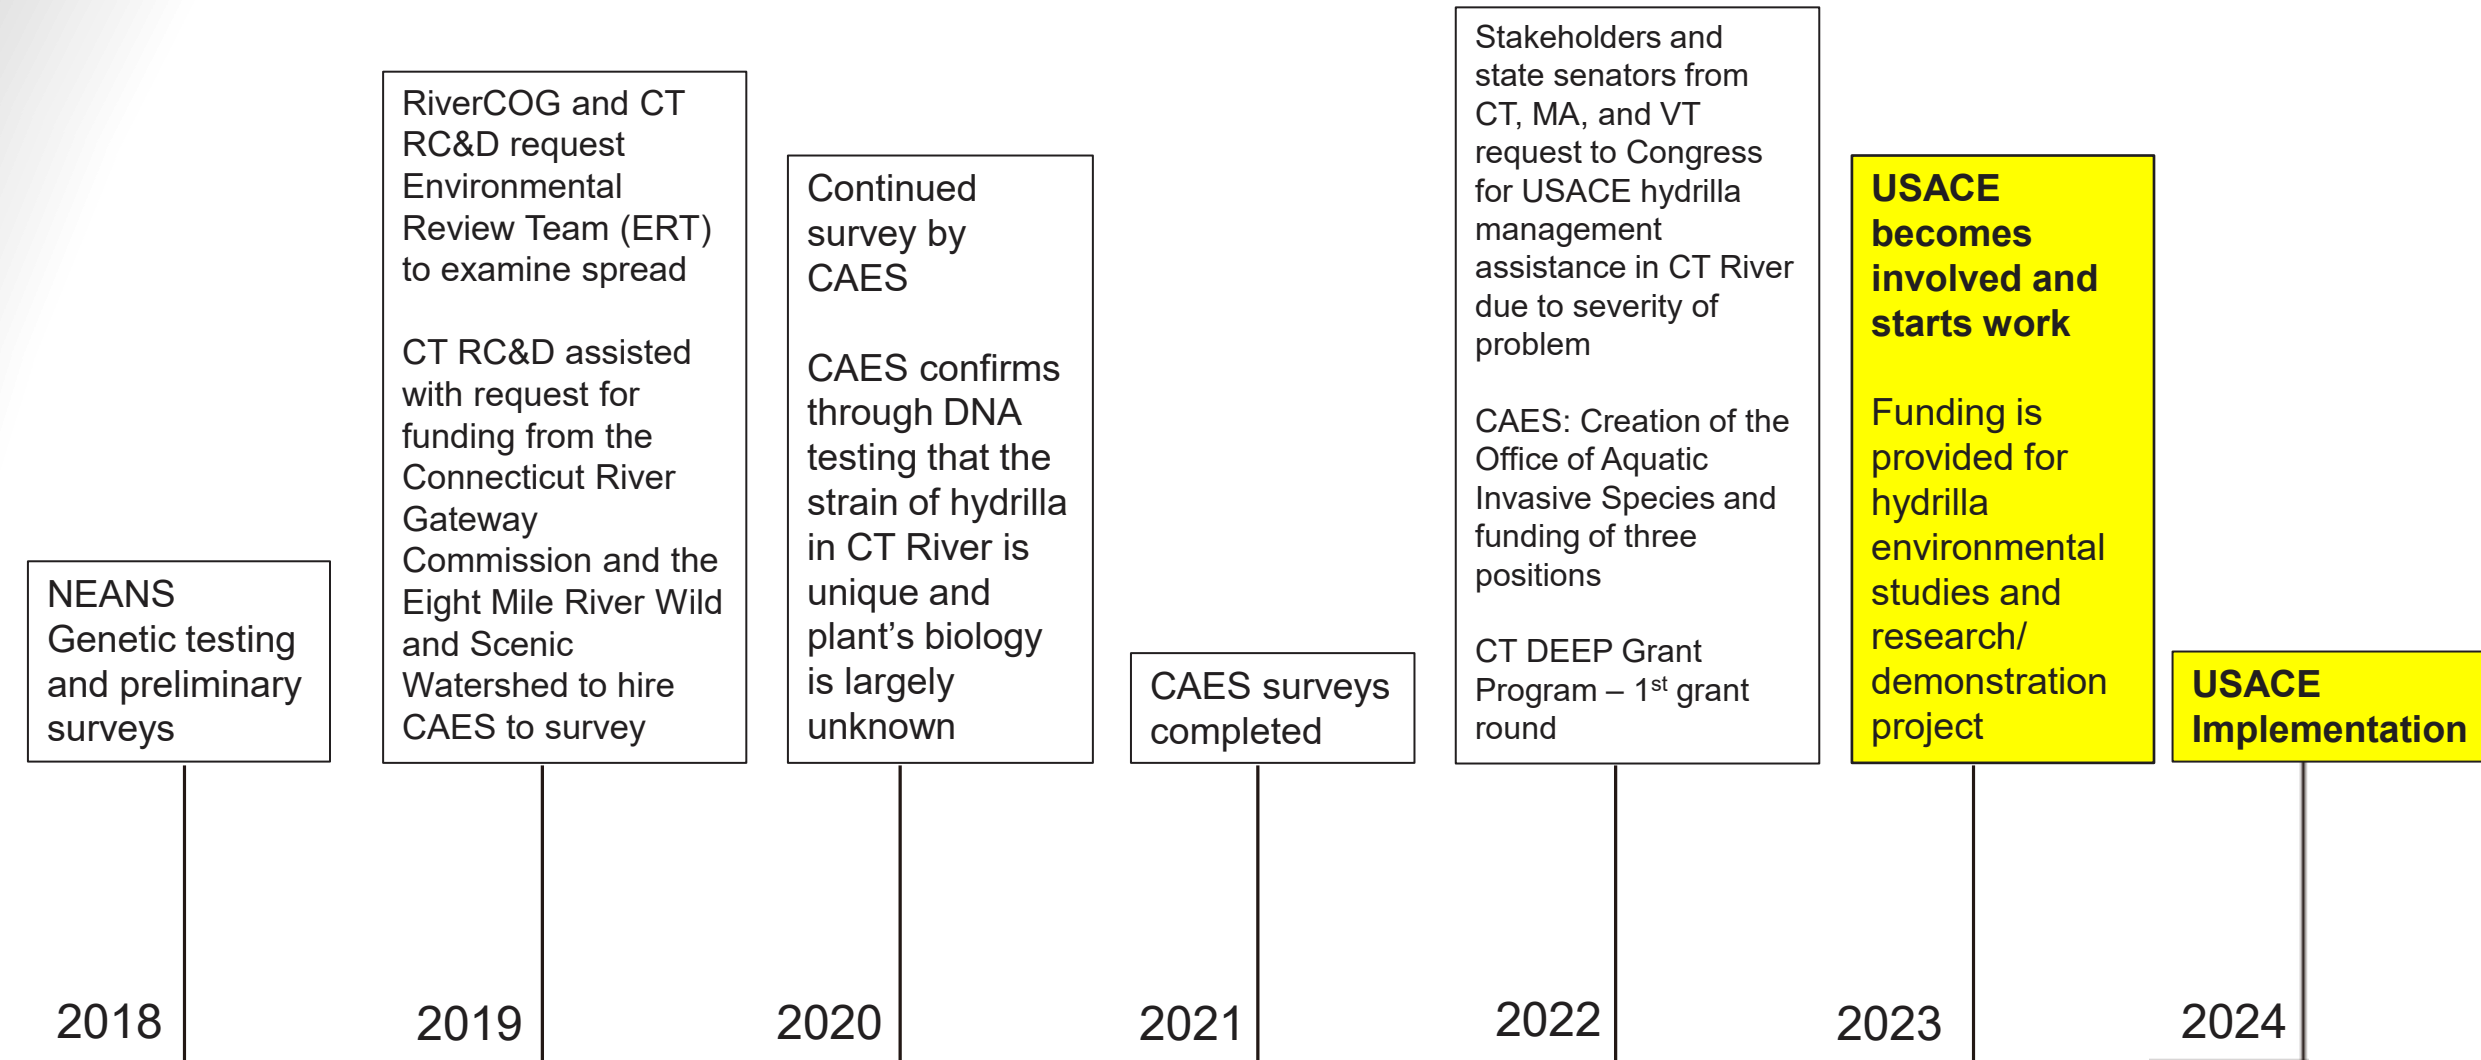 NEANS
Genetic testing
and preliminary
surveys
2018
RiverCOG and CT
RC&D request
Environmental
Review Team (ERT)
to examine spread
CT RC&D assisted
with request for
funding from the
Connecticut River
Gateway
Commission and the
Eight Mile River Wild
and Scenic
Watershed to hire
CAES to survey
2019
Continued
survey by
CAES
CAES confirms
through DNA
testing that the
strain of hydrilla
in CT River is
unique and
plant’s biology
is largely
unknown
2020
CAES surveys
completed
2021
Stakeholders and
state senators from
CT, MA, and VT
request to Congress
for USACE hydrilla
management
assistance in CT River
due to severity of
problem
CAES: Creation of the
Office of Aquatic
Invasive Species and
funding of three
positions
CT DEEP Grant
Program – 1st grant
round
2022
USACE
becomes
involved and
starts work
Funding is
provided for
hydrilla
environmental
studies and
research/
demonstration
project
2023
USACE
Implementation
2024